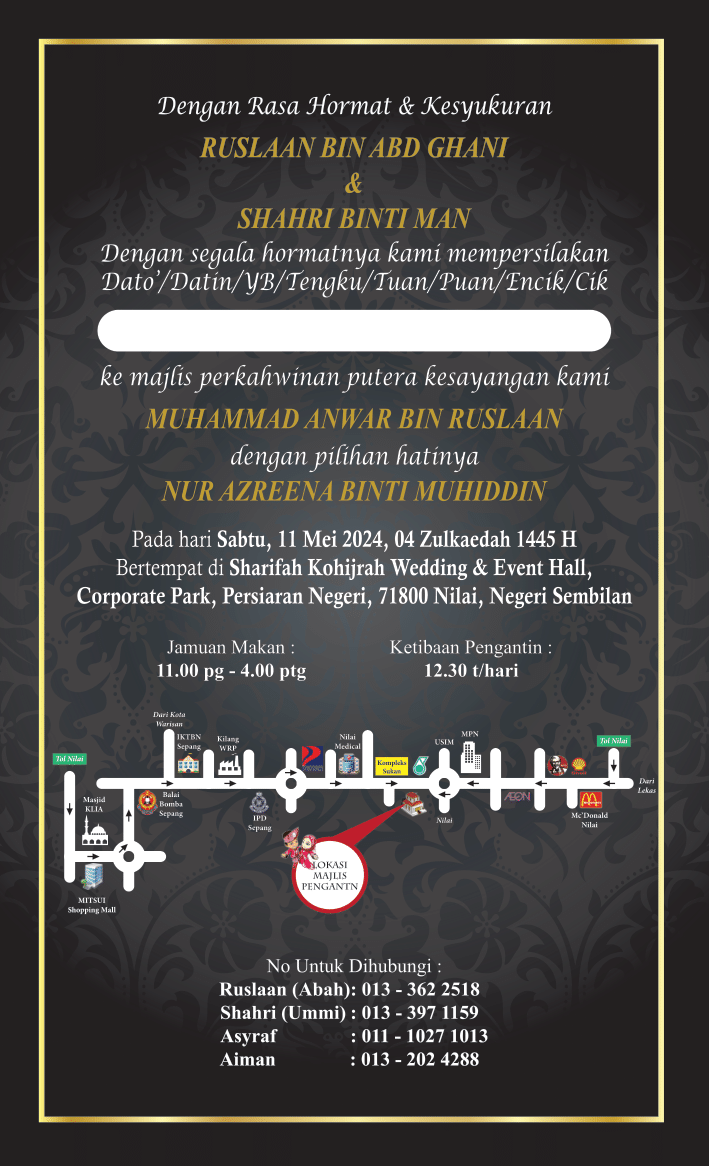 Dengan Rasa Hormat & Kesyukuran
RUSLAAN BIN ABD GHANI
&
SHAHRI BINTI MAN
Dengan segala hormatnya kami mempersilakan
Dato'/Datin/YB/Tengku/Tuan/Puan/Encik/Cik
ke majlis perkahwinan putera kesayangan kami
MUHAMMAD ANWAR BIN RUSLAAN
dengan pilihan hatinya
NUR AZREENA BINTI MUHIDDIN
Pada hari Sabtu, 11 Mei 2024, 04 Zulkaedah 1445 H
Bertempat di Sharifah Kohijrah Wedding & Event Hall,
Corporate Park, Persiaran Negeri, 71800 Nilai, Negeri Sembilan
Jamuan Makan :
11.00 pg - 4.00 ptg
Ketibaan Pengantin :
12.30 t/hari
Dari Kota
Warisan
IKTBN
Sepang
Kilang
WRP
Nilai
Medical
Kompleks
Sukan
USIM
MPN
Tol Nilai
Tol Nilai
Dari
Lekas
Masjid
KLIA
Balai
Bomba
Sepang
IPD
Sepang
Nilai
AEON
Mc'Donald
Nilai
MITSUI
Shopping Mall
LOKASI
MAJLIS
PENGANTN
No Untuk Dihubungi :
Ruslaan (Abah): 013 - 362 2518
Shahri (Ummi) : 013 - 397 1159
Asyraf : 011 - 1027 1013
Aiman : 013 - 202 4288